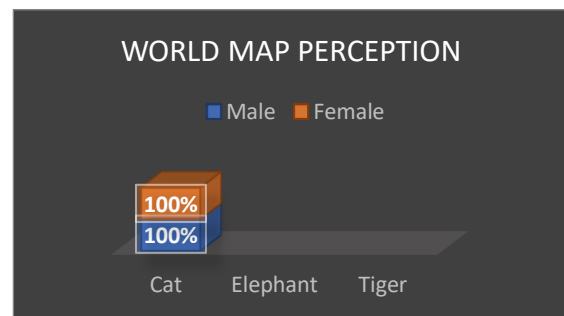 WORLD MAP PERCEPTION
Male Female
100%
100%
Cat Elephant Tiger